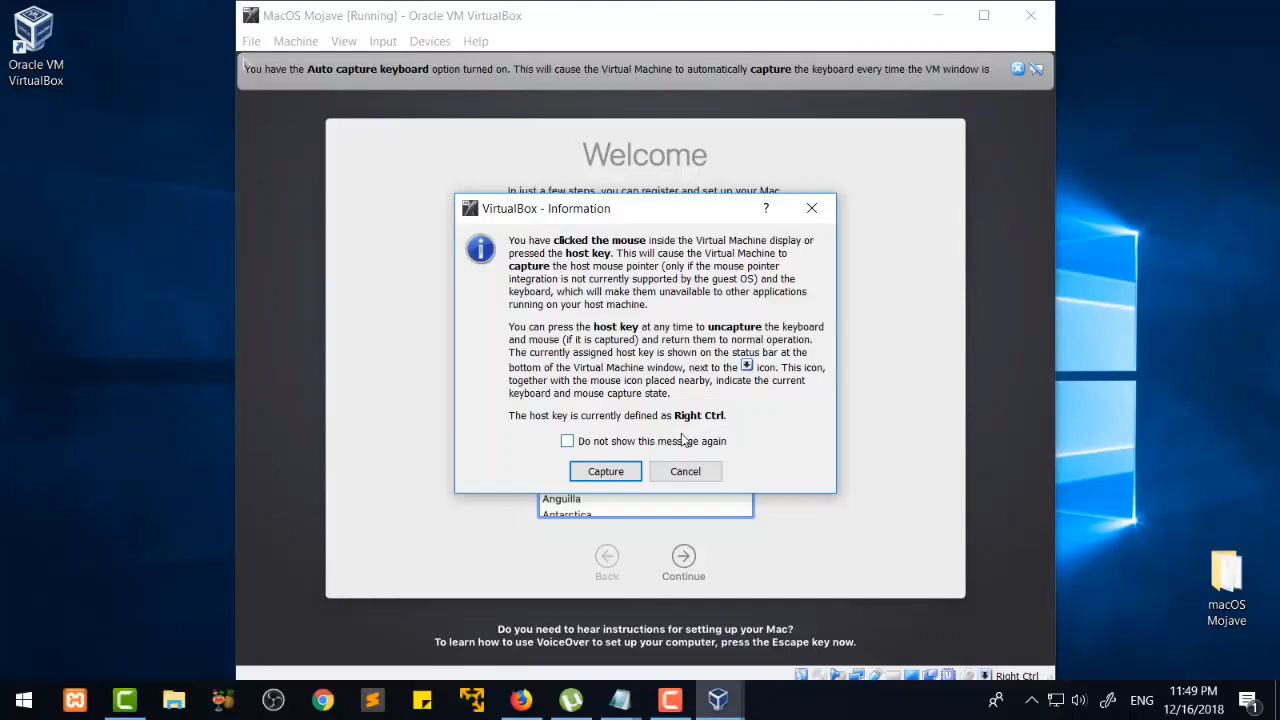 MacOS Mojave [Running] - Oracle VM VirtualBox
File Machine View Input Devices Help
You have the Auto capture keyboard option turned on. This will cause the Virtual Machine to automatically capture the keyboard every time the VM window is
Oracle VM
VirtualBox
Welcome
In just a few steps, you can register and set up your Mac.
VirtualBox - Information
You have clicked the mouse inside the Virtual Machine display or
pressed the host key. This will cause the Virtual Machine to
capture the host mouse pointer (only if the mouse pointer
integration is not currently supported by the guest OS) and the
keyboard, which will make them unavailable to other applications
running on your host machine.
You can press the host key at any time to uncapture the keyboard
and mouse (if it is captured) and return them to normal operation.
The currently assigned host key is shown on the status bar at the
bottom of the Virtual Machine window, next to the icon. This icon,
together with the mouse icon placed nearby, indicate the current
keyboard and mouse capture state.
The host key is currently defined as Right Ctrl.
Do not show this message again
Capture Cancel
Anguilla
Antarctica
Back Continue
Do you need to hear instructions for setting up your Mac?
To learn how to use VoiceOver to set up your computer, press the Escape key now.
macOS
Mojave
Right Ctrl
ENG
11:49 PM
12/16/2018
1